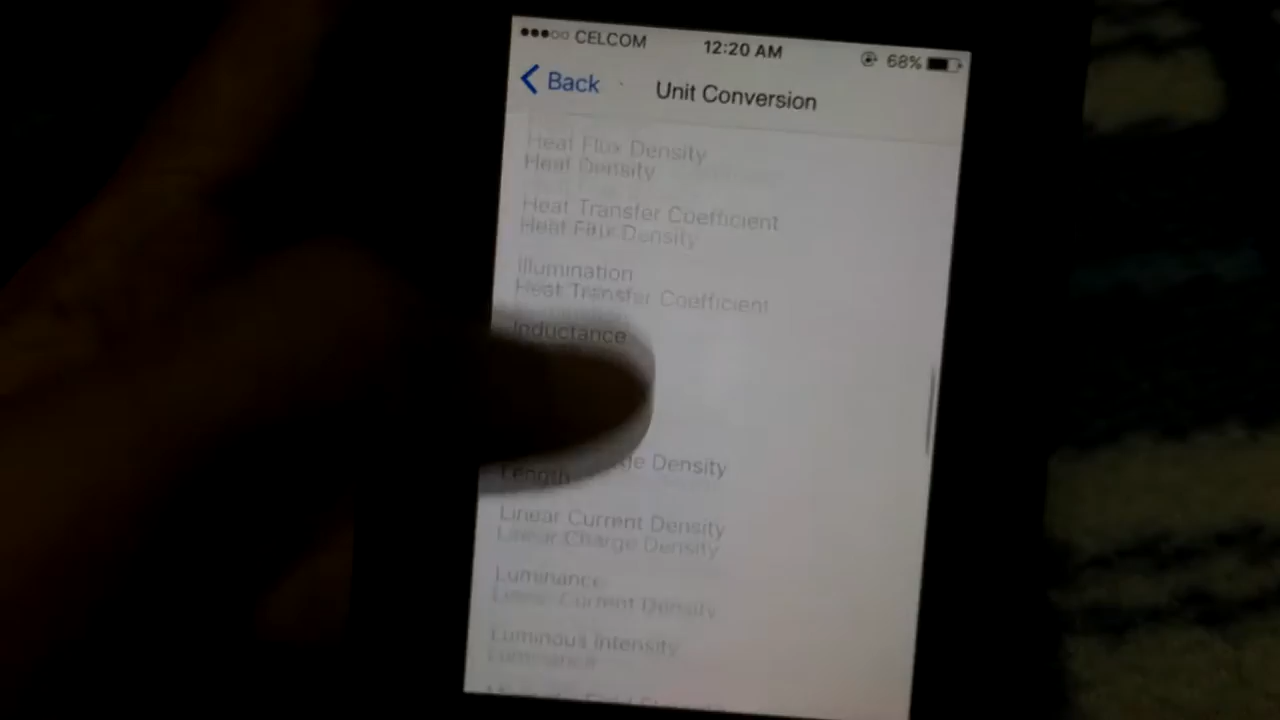 CELCOM 12:20 AM 68%
Back Unit Conversion
Heat Flux Density
Heat Density
Heat Transfer Coefficient
Heat Flux Density
Illumination
Heat Transfer Coefficient
Inductance
Density
Length
Linear Current Density
Linear Charge Density
Luminance
Linear Current Density
Luminous Intensity
Luminance